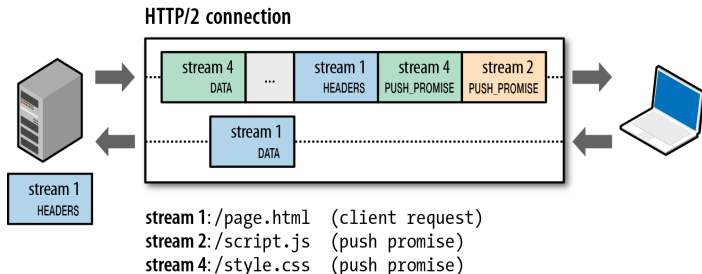 HTTP/2 connection
stream 4
DATA
...
stream 1
HEADERS
stream 4
PUSH_PROMISE
stream 2
PUSH_PROMISE
stream 1
DATA
stream 1
HEADERS
stream 1: /page.html (client request)
stream 2: /script.js (push promise)
stream 4: /style.css (push promise)